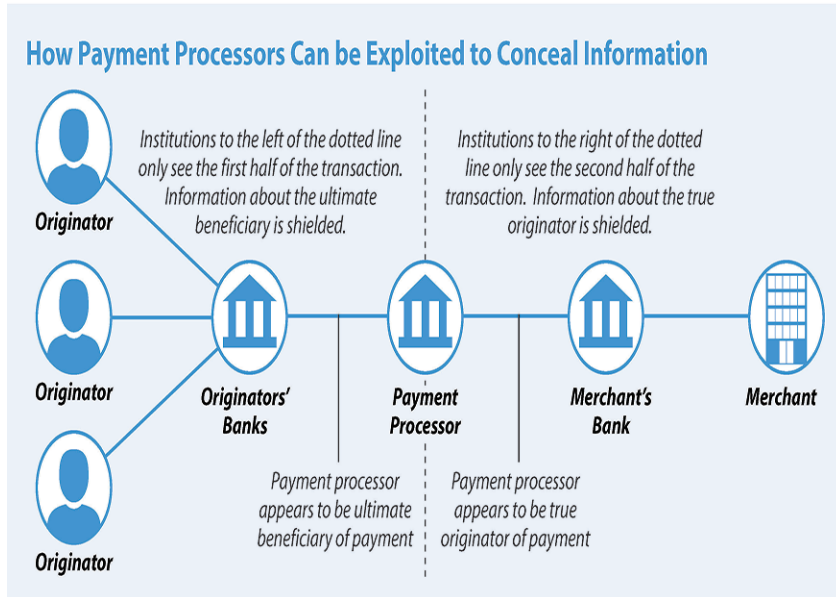 How Payment Processors Can be Exploited to Conceal Information
Institutions to the left of the dotted line
only see the first half of the transaction.
Information about the ultimate
beneficiary is shielded.
Institutions to the right of the dotted
line only see the second half of the
transaction. Information about the true
originator is shielded.
Originator
Originator
Originator
Originators'
Banks
Payment
Processor
Merchant's
Bank
Merchant
Payment processor
appears to be ultimate
beneficiary of payment
Payment processor
appears to be true
originator of payment